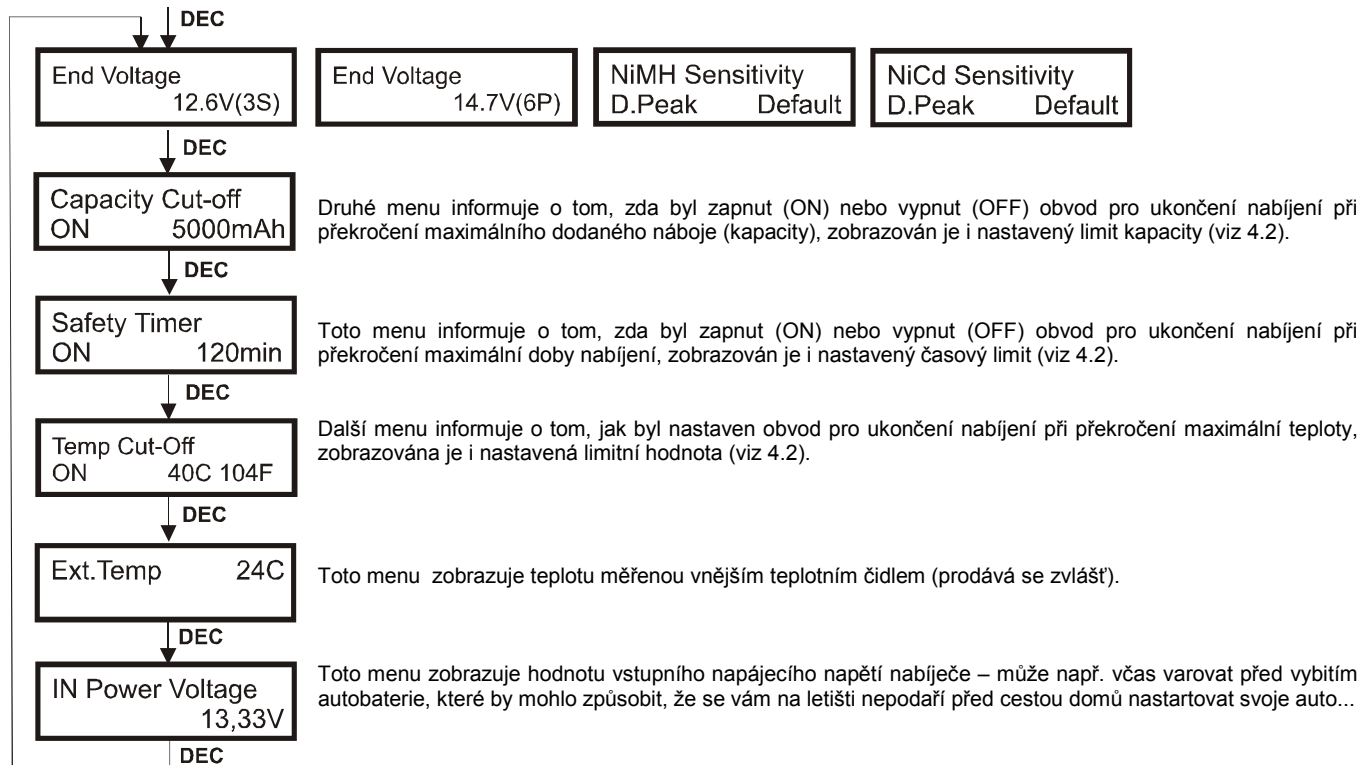 DEC
End Voltage
12.6V(3S)
End Voltage
14.7V(6P)
NiMH Sensitivity
D.Peak Default
NiCd Sensitivity
D.Peak Default
DEC
Capacity Cut-off
ON 5000mAh
Druhé menu informuje o tom, zda byl zapnut (ON) nebo vypnut (OFF) obvod pro ukončení nabíjení při
překročení maximálního dodaného náboje (kapacity), zobrazován je i nastavený limit kapacity (viz 4.2).
DEC
Safety Timer
ON 120min
Toto menu informuje o tom, zda byl zapnut (ON) nebo vypnut (OFF) obvod pro ukončení nabíjení při
překročení maximální doby nabíjení, zobrazován je i nastavený časový limit (viz 4.2).
DEC
Temp Cut-Off
ON 40C 104F
Další menu informuje o tom, jak byl nastaven obvod pro ukončení nabíjení při překročení maximální teploty,
zobrazována je i nastavená limitní hodnota (viz 4.2).
DEC
Ext.Temp 24C
Toto menu zobrazuje teplotu měřenou vnějším teplotním čidlem (prodává se zvlášť).
DEC
IN Power Voltage
13,33V
Toto menu zobrazuje hodnotu vstupního napájecího napětí nabíječe – může např. včas varovat před vybitím
autobaterie, které by mohlo způsobit, že se vám na letišti nepodaří před cestou domů nastartovat svoje auto...
DEC